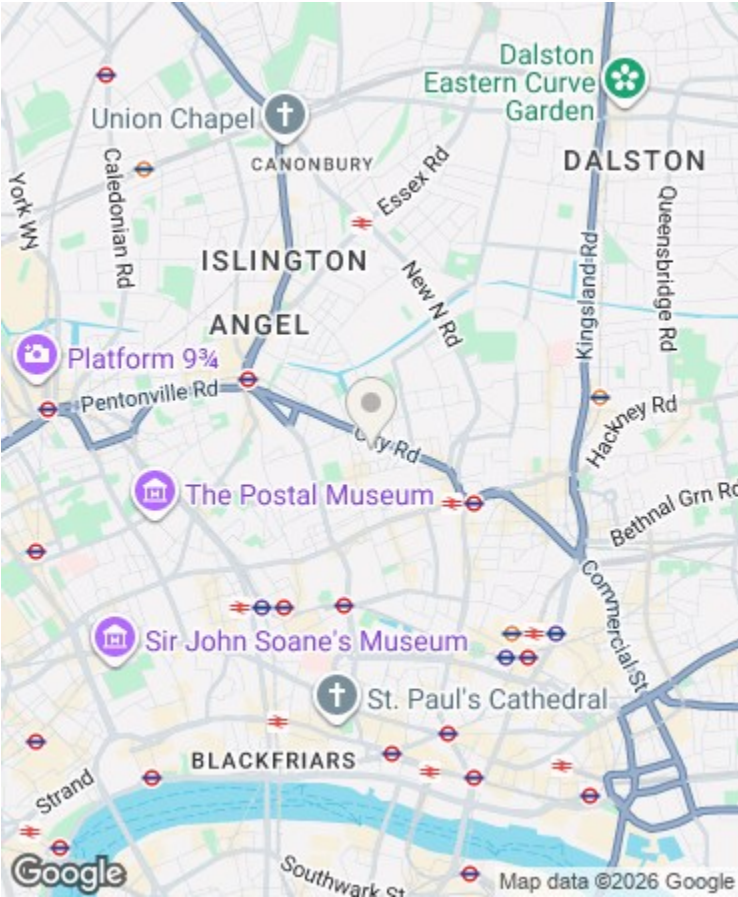 Dalston
Eastern Curve
Garden
Union Chapel
CANONBURY
DALSTON
Essex Rd
York WN
Caledonian Rd
Queensbridge Rd
ISLINGTON
New N Rd
Kingsland Rd
ANGEL
Platform 9¾
Pentonville Rd
Hackney Rd
City Rd
The Postal Museum
Bethnal Grn Rd
Commercial St
Sir John Soane's Museum
St. Paul's Cathedral
BLACKFRIARS
Strand
Southwark St
Google
Map data ©2026 Google